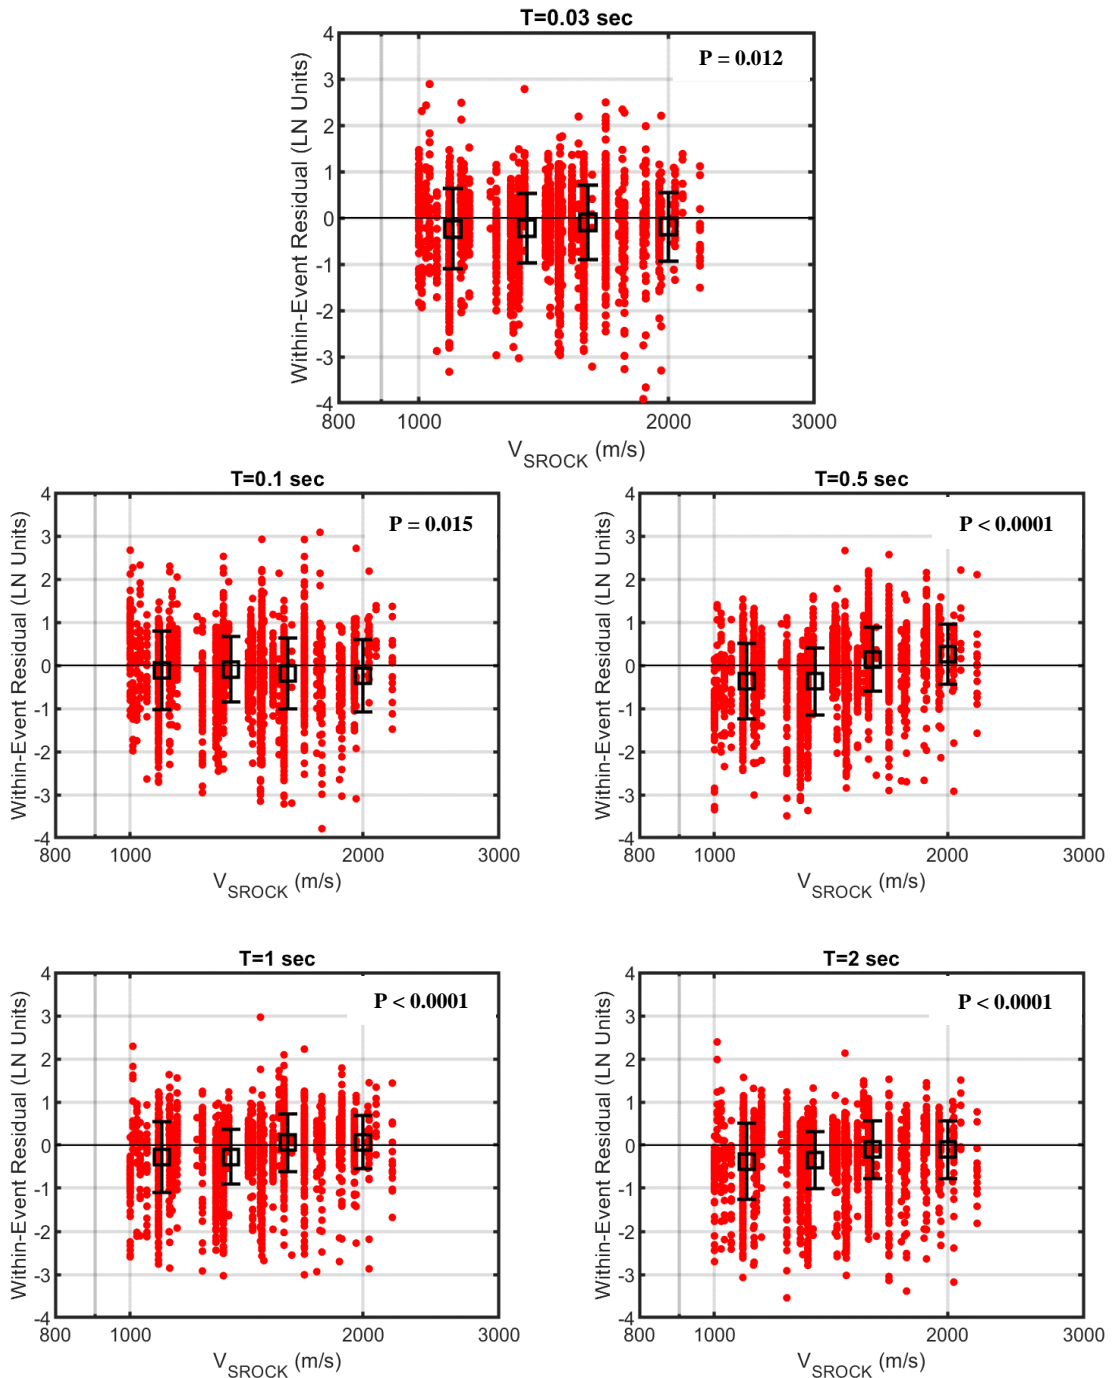 T=0.03 sec
P = 0.012
Within-Event Residual (LN Units)
4
3
2
1
0
-1
-2
-3
-4
800 1000 2000 3000
V_SROCK (m/s)
T=0.1 sec
P = 0.015
Within-Event Residual (LN Units)
4
3
2
1
0
-1
-2
-3
-4
800 1000 2000 3000
V_SROCK (m/s)
T=0.5 sec
P < 0.0001
Within-Event Residual (LN Units)
4
3
2
1
0
-1
-2
-3
-4
800 1000 2000 3000
V_SROCK (m/s)
T=1 sec
P < 0.0001
Within-Event Residual (LN Units)
4
3
2
1
0
-1
-2
-3
-4
800 1000 2000 3000
V_SROCK (m/s)
T=2 sec
P < 0.0001
Within-Event Residual (LN Units)
4
3
2
1
0
-1
-2
-3
-4
800 1000 2000 3000
V_SROCK (m/s)